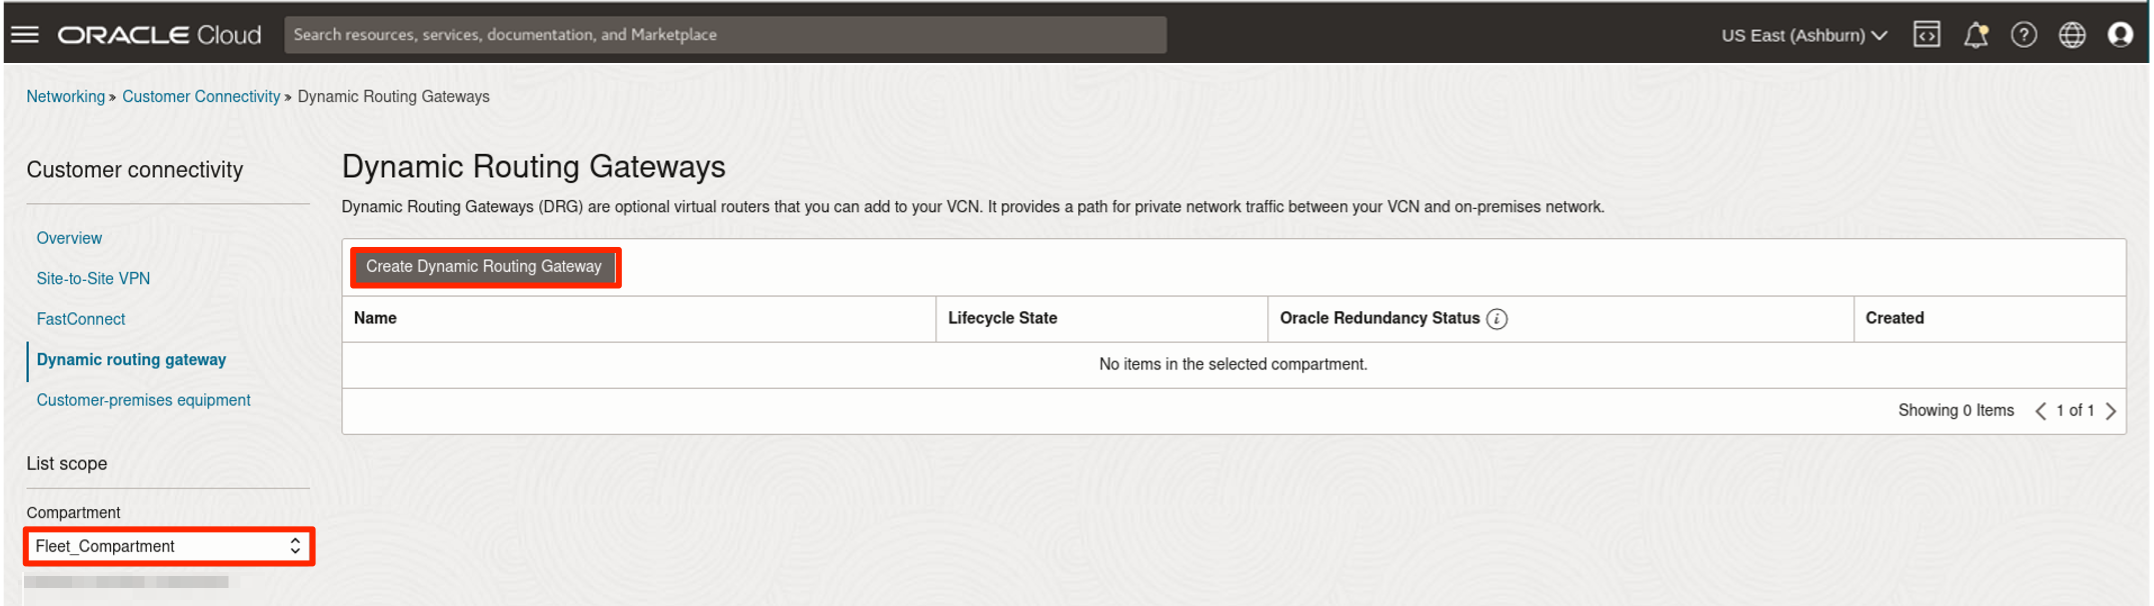 ORACLE Cloud
Search resources, services, documentation, and Marketplace
US East (Ashburn)
Networking » Customer Connectivity » Dynamic Routing Gateways
Customer connectivity
Overview
Site-to-Site VPN
FastConnect
Dynamic routing gateway
Customer-premises equipment
List scope
Compartment
Fleet_Compartment
Dynamic Routing Gateways
Dynamic Routing Gateways (DRG) are optional virtual routers that you can add to your VCN. It provides a path for private network traffic between your VCN and on-premises network.
Create Dynamic Routing Gateway
Name Lifecycle State Oracle Redundancy Status i Created
No items in the selected compartment.
Showing 0 Items < 1 of 1 >